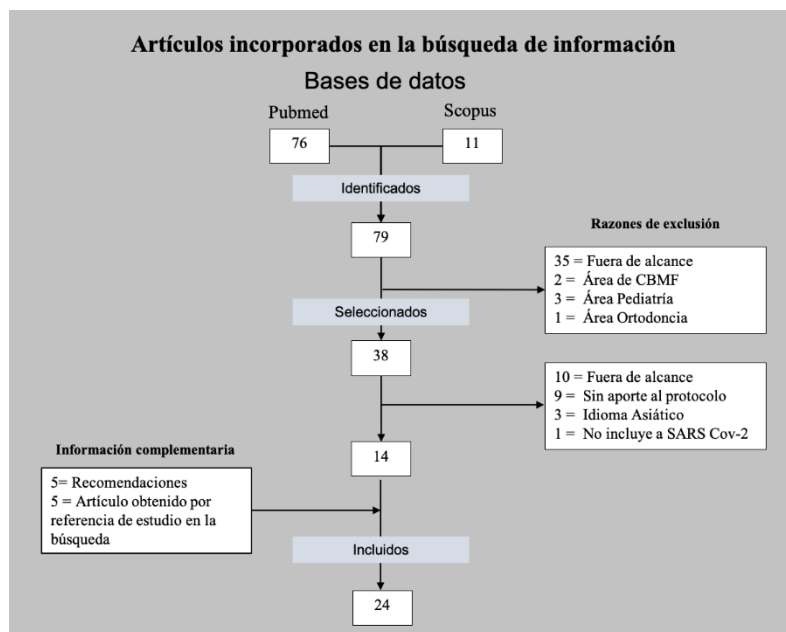 Artículos incorporados en la búsqueda de información
Bases de datos
Pubmed
Scopus
76
11
Identificados
79
Razones de exclusión
35 = Fuera de alcance
2 = Área de CBMF
3 = Área Pediatría
1 = Área Ortodoncia
Seleccionados
38
10 = Fuera de alcance
9 = Sin aporte al protocolo
3 = Idioma Asiático
1 = No incluye a SARS Cov-2
14
Información complementaria
5= Recomendaciones
5 = Artículo obtenido por
referencia de estudio en la
búsqueda
Incluidos
24